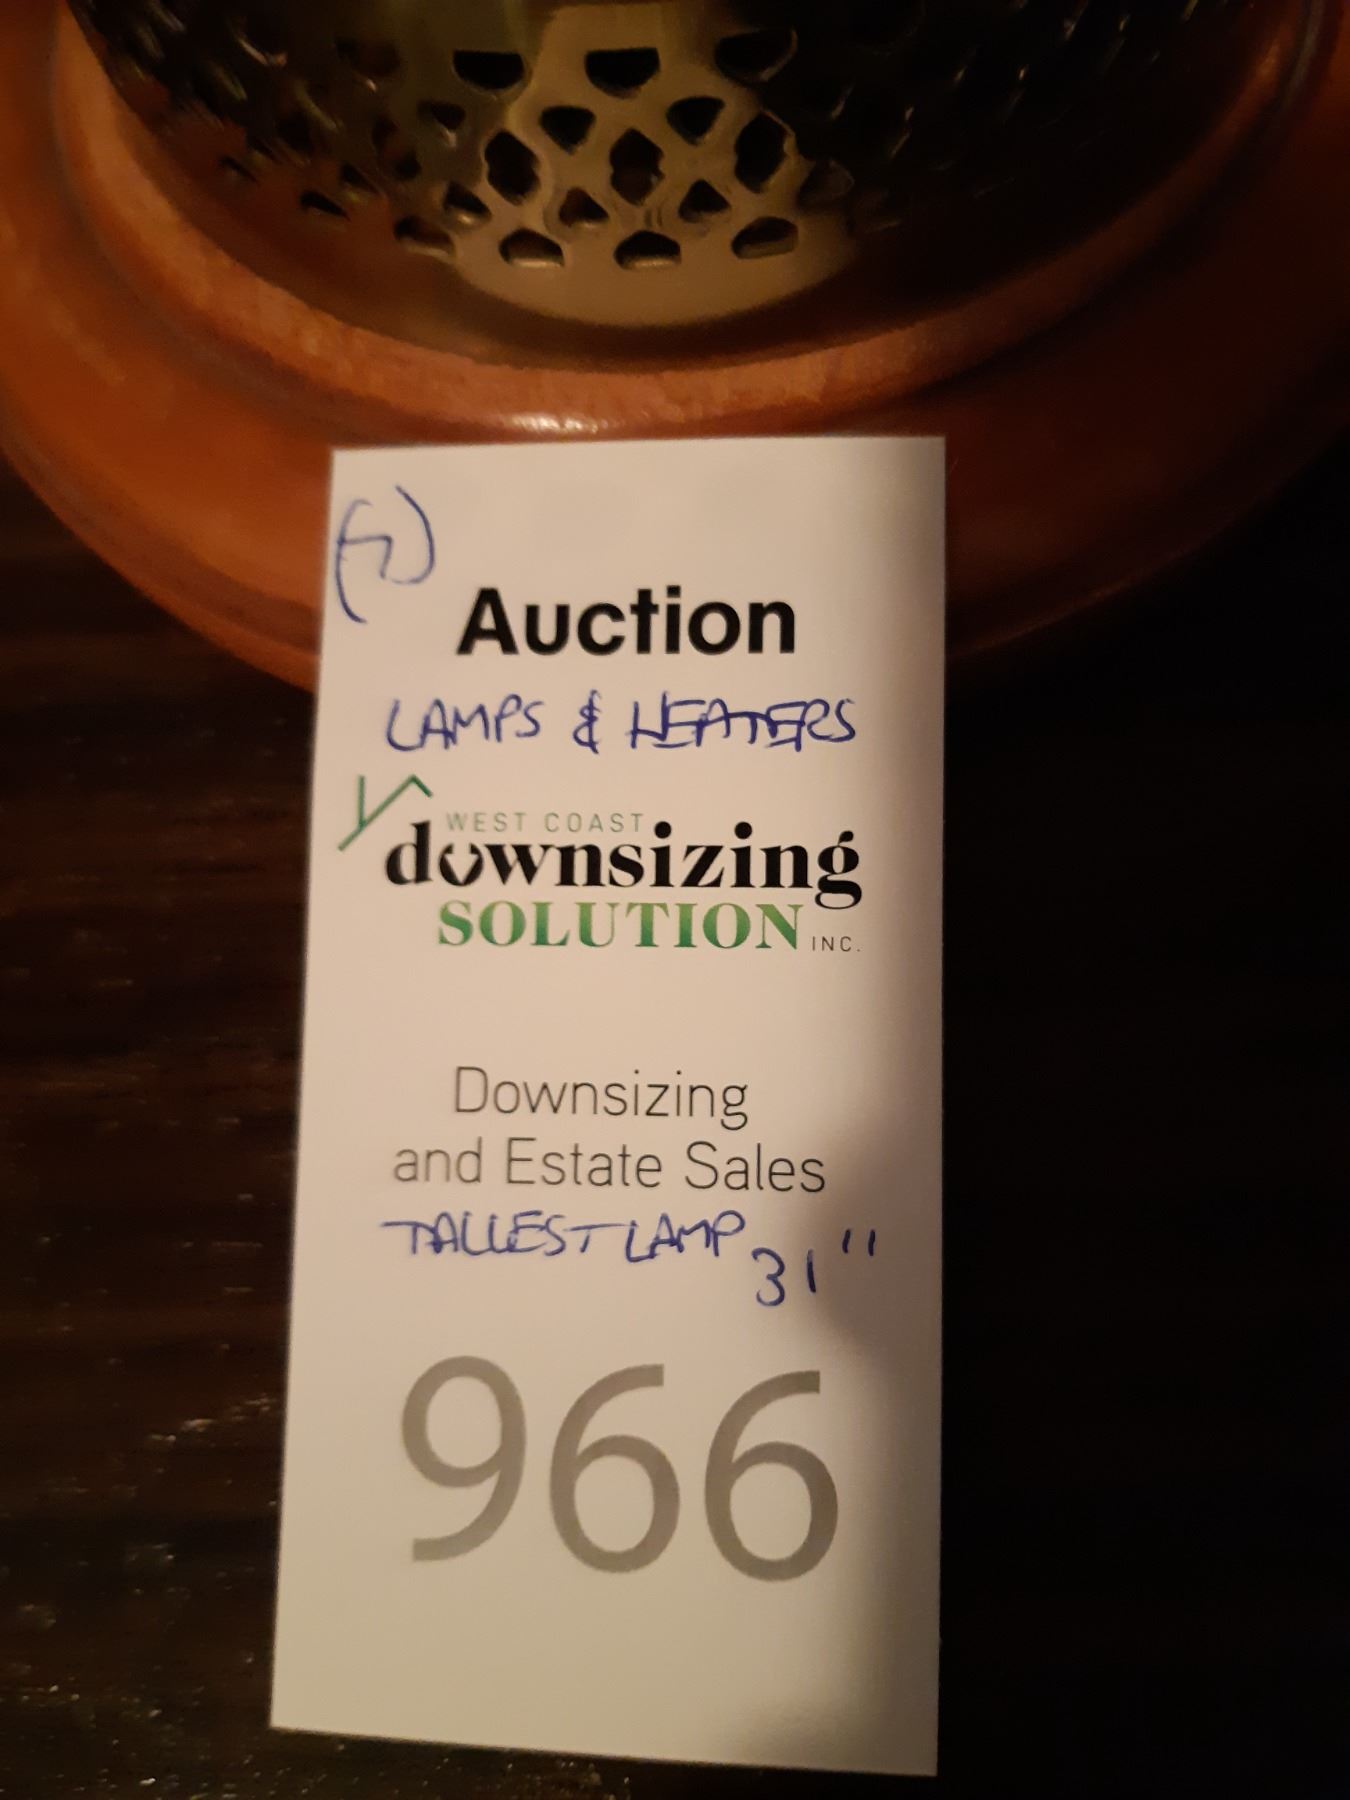 (7)
Auction
LAMPS & HEATERS
WEST COAST
downsizing
SOLUTION INC.
Downsizing
and Estate Sales
TALLEST LAMP 31"
966